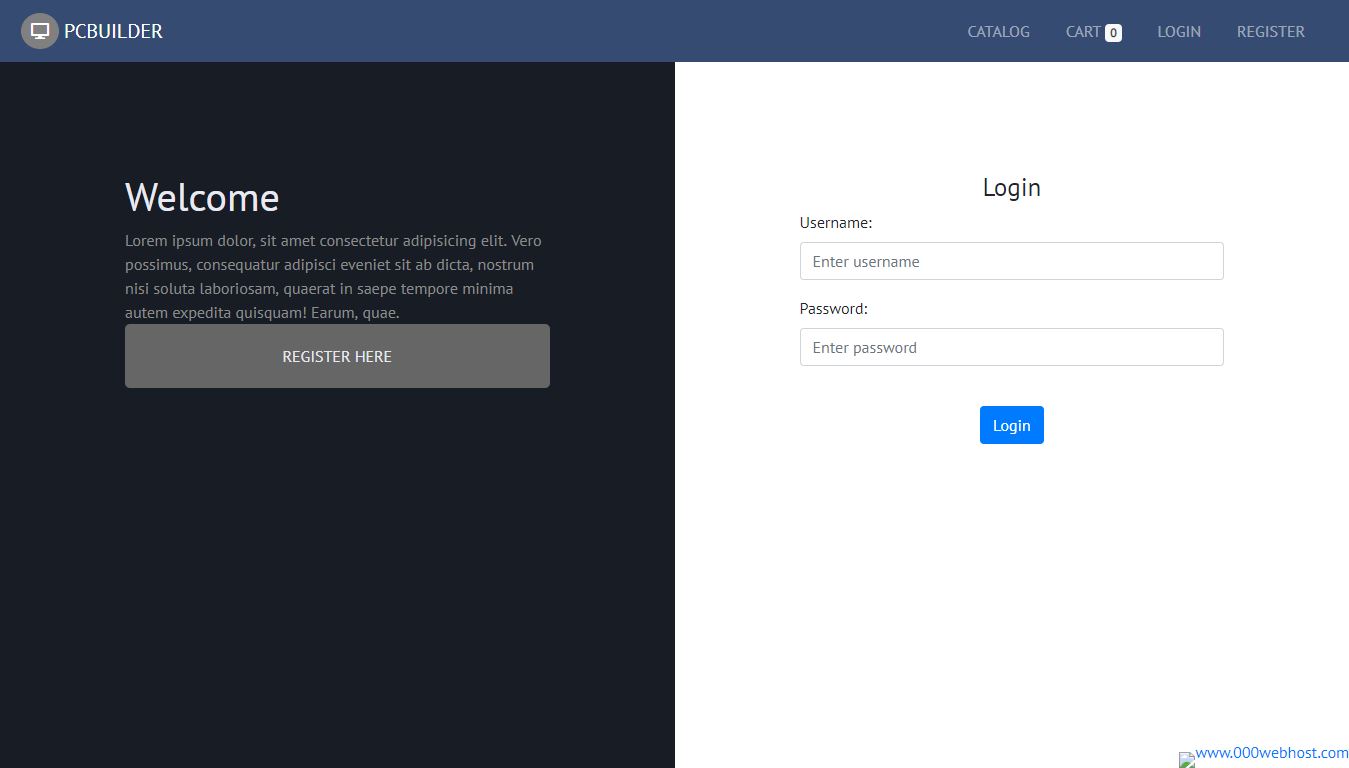 PCBUILDER
CATALOG
CART 0
LOGIN
REGISTER
Welcome
Lorem ipsum dolor, sit amet consectetur adipisicing elit. Vero
possimus, consequatur adipisci eveniet sit ab dicta, nostrum
nisi soluta laboriosam, quaerat in saepe tempore minima
autem expedita quisquam! Earum, quae.
REGISTER HERE
Login
Username:
Enter username
Password:
Enter password
Login
www.000webhost.com